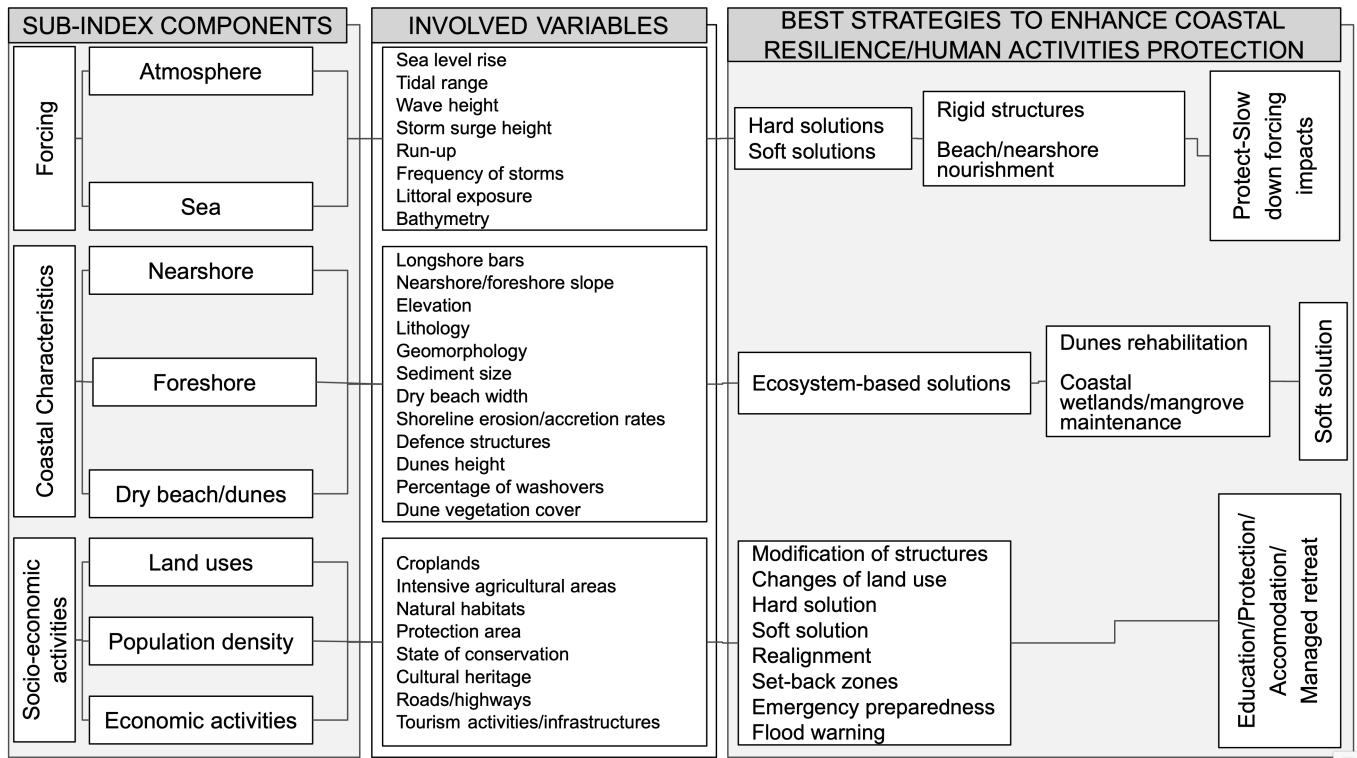 SUB-INDEX COMPONENTS
INVOLVED VARIABLES
BEST STRATEGIES TO ENHANCE COASTAL
RESILIENCE/HUMAN ACTIVITIES PROTECTION
Forcing
Atmosphere
Sea
Sea level rise
Tidal range
Wave height
Storm surge height
Run-up
Frequency of storms
Littoral exposure
Bathymetry
Hard solutions
Soft solutions
Rigid structures
Beach/nearshore
nourishment
Protect-Slow
down forcing
impacts
Coastal Characteristics
Nearshore
Foreshore
Dry beach/dunes
Longshore bars
Nearshore/foreshore slope
Elevation
Lithology
Geomorphology
Sediment size
Dry beach width
Shoreline erosion/accretion rates
Defence structures
Dunes height
Percentage of washovers
Dune vegetation cover
Ecosystem-based solutions
Dunes rehabilitation
Coastal
wetlands/mangrove
maintenance
Soft solution
Socio-economic
activities
Land uses
Population density
Economic activities
Croplands
Intensive agricultural areas
Natural habitats
Protection area
State of conservation
Cultural heritage
Roads/highways
Tourism activities/infrastructures
Modification of structures
Changes of land use
Hard solution
Soft solution
Realignment
Set-back zones
Emergency preparedness
Flood warning
Education/Protection/
Accomodation/
Managed retreat